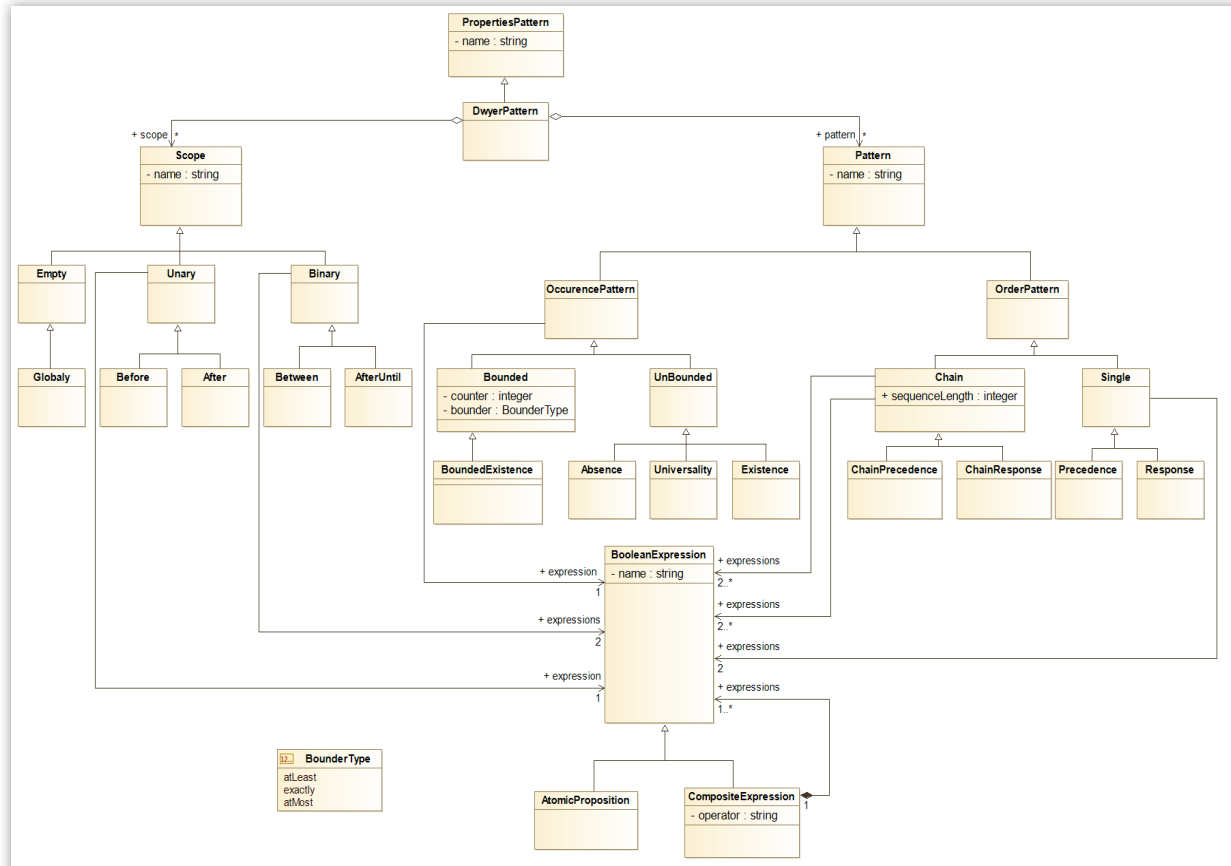 PropertiesPattern
- name : string
DwyerPattern
+ scope *
+ pattern *
Scope
- name : string
Pattern
- name : string
Empty
Unary
Binary
OccurencePattern
OrderPattern
Globaly
Before
After
Between
AfterUntil
Bounded
- counter : integer
- bounder : BounderType
UnBounded
Chain
+ sequenceLength : integer
Single
BoundedExistence
Absence
Universality
Existence
ChainPrecedence
ChainResponse
Precedence
Response
BooleanExpression
- name : string
+ expression
1
+ expressions
2
+ expression
1
+ expressions
2..*
+ expressions
2..*
+ expressions
2
+ expressions
1..*
12.. BounderType
atLeast
exactly
atMost
AtomicProposition
CompositeExpression
- operator : string
1